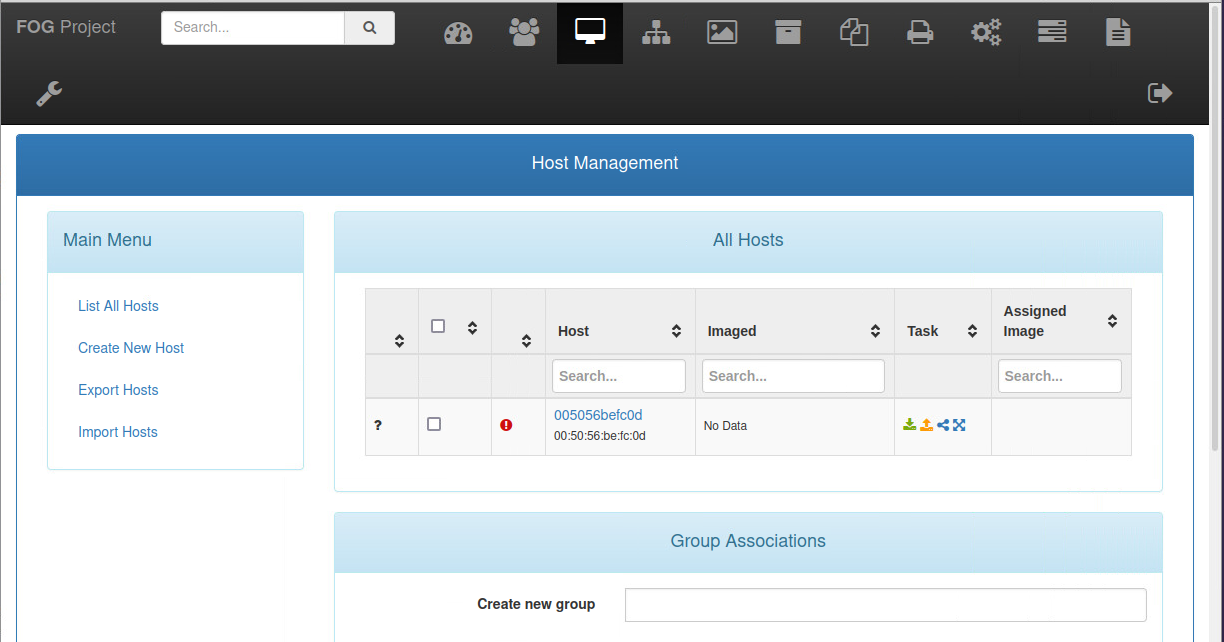 FOG Project
Search...
Host Management
Main Menu
List All Hosts
Create New Host
Export Hosts
Import Hosts
All Hosts
Host
Imaged
Task
Assigned
Image
Search...
Search...
Search...
?
005056befc0d
00:50:56:be:fc:0d
No Data
Group Associations
Create new group